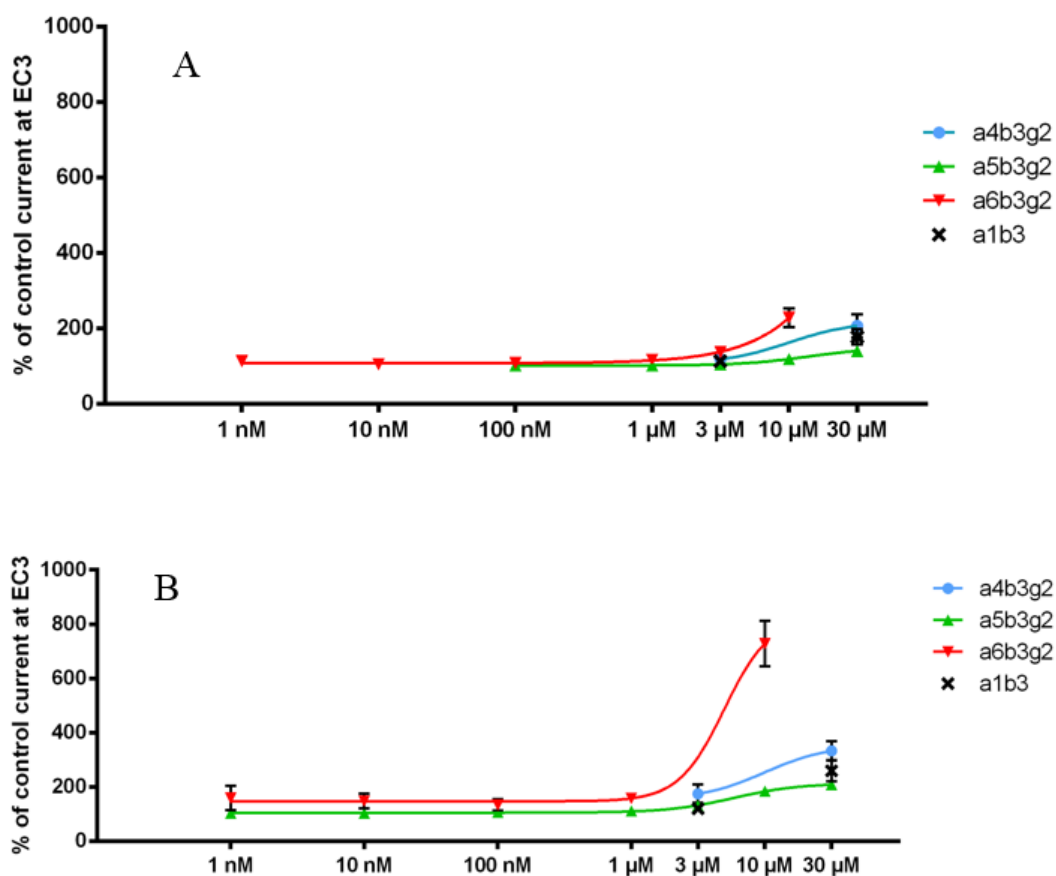 A
% of control current at EC3
1000
800
600
400
200
0
1 nM
10 nM
100 nM
1 µM
3 µM
10 µM
30 µM
a4b3g2
a5b3g2
a6b3g2
a1b3
B
% of control current at EC3
1000
800
600
400
200
0
1 nM
10 nM
100 nM
1 µM
3 µM
10 µM
30 µM
a4b3g2
a5b3g2
a6b3g2
a1b3